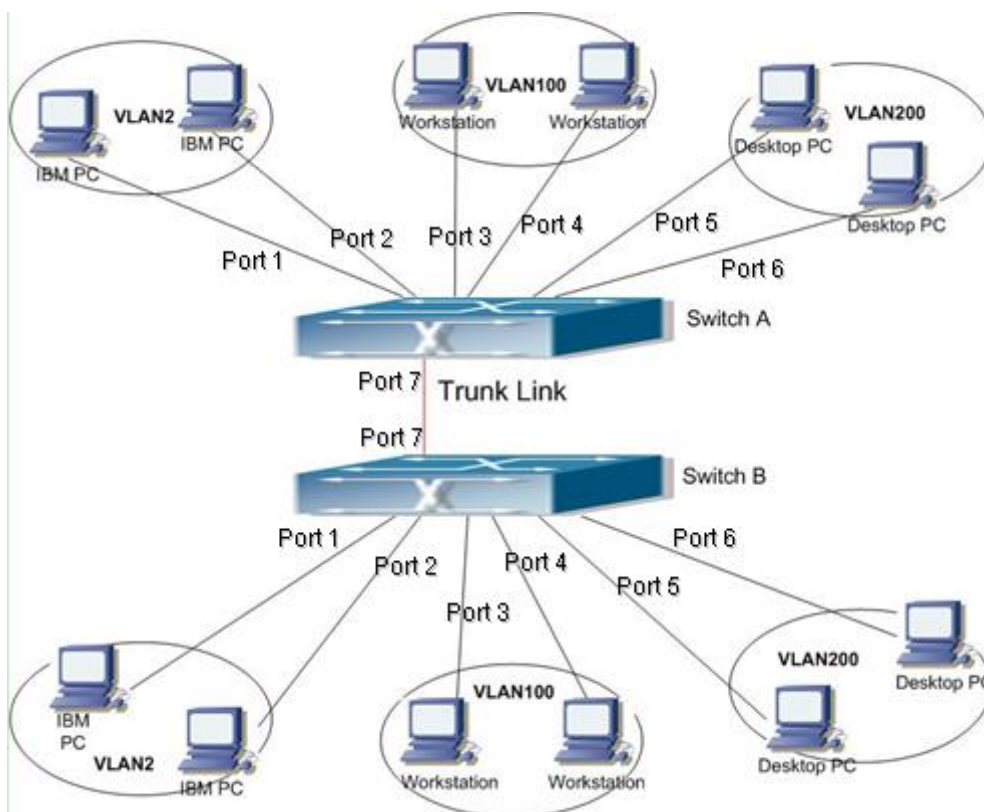 VLAN2
IBM PC
IBM PC
VLAN100
Workstation
Workstation
VLAN200
Desktop PC
Desktop PC
Port 1
Port 2
Port 3
Port 4
Port 5
Port 6
Switch A
Port 7
Trunk Link
Port 7
Switch B
Port 1
Port 2
Port 3
Port 4
Port 5
Port 6
IBM
PC
VLAN2
IBM PC
VLAN100
Workstation
Workstation
VLAN200
Desktop PC
Desktop PC